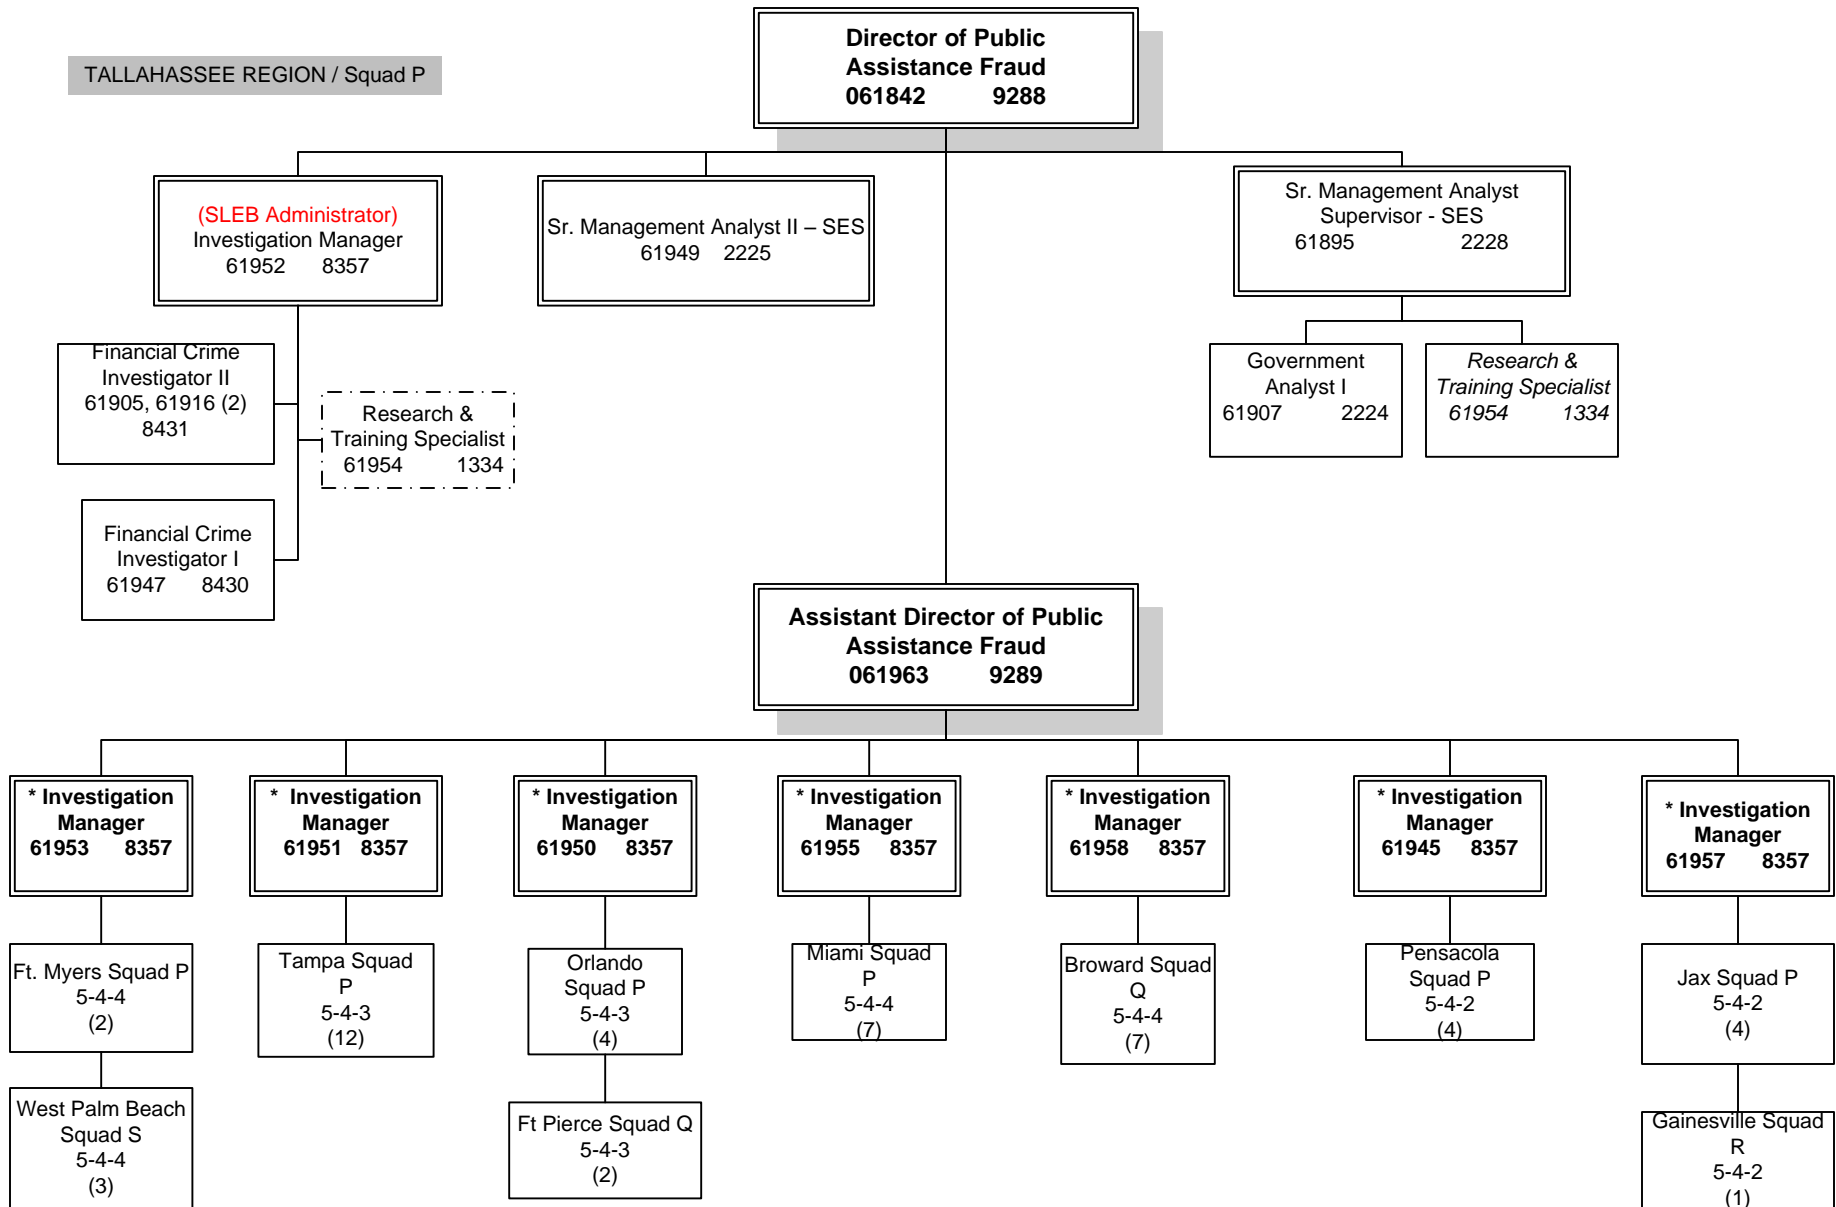 TALLAHASSEE REGION / Squad P
Director of Public
Assistance Fraud
061842 9288
(SLEB Administrator)
Investigation Manager
61952 8357
Sr. Management Analyst II – SES
61949 2225
Sr. Management Analyst
Supervisor - SES
61895 2228
Financial Crime
Investigator II
61905, 61916 (2)
8431
Research &
Training Specialist
61954 1334
Government
Analyst I
61907 2224
Research &
Training Specialist
61954 1334
Financial Crime
Investigator I
61947 8430
Assistant Director of Public
Assistance Fraud
061963 9289
* Investigation
Manager
61953 8357
* Investigation
Manager
61951 8357
* Investigation
Manager
61950 8357
* Investigation
Manager
61955 8357
* Investigation
Manager
61958 8357
* Investigation
Manager
61945 8357
* Investigation
Manager
61957 8357
Ft. Myers Squad P
5-4-4
(2)
Tampa Squad
P
5-4-3
(12)
Orlando
Squad P
5-4-3
(4)
Miami Squad
P
5-4-4
(7)
Broward Squad
Q
5-4-4
(7)
Pensacola
Squad P
5-4-2
(4)
Jax Squad P
5-4-2
(4)
West Palm Beach
Squad S
5-4-4
(3)
Ft Pierce Squad Q
5-4-3
(2)
Gainesville Squad
R
5-4-2
(1)